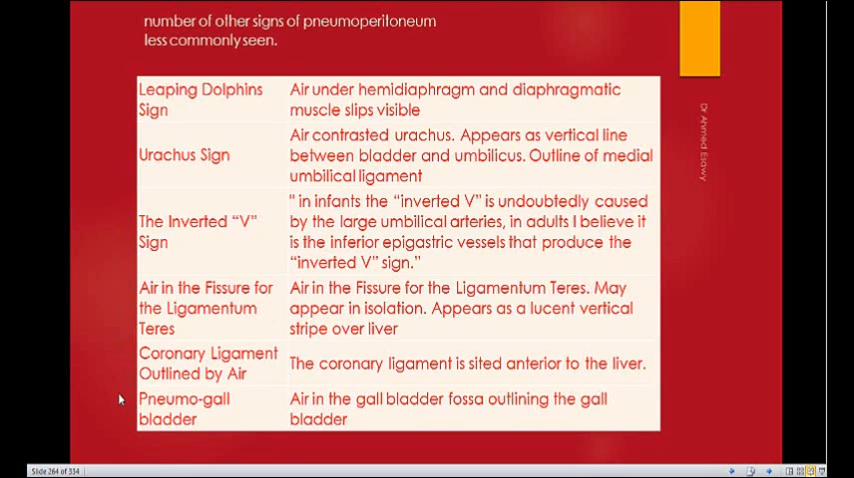 number of other signs of pneumoperitoneum
less commonly seen.
Leaping Dolphins
Sign
Air under hemidiaphragm and diaphragmatic
muscle slips visible
Urachus Sign
Air contrasted urachus. Appears as vertical line
between bladder and umbilicus. Outline of medial
umbilical ligament
The Inverted “V”
Sign
" in infants the “inverted V” is undoubtedly caused
by the large umbilical arteries, in adults I believe it
is the inferior epigastric vessels that produce the
“inverted V” sign.”
Air in the Fissure for
the Ligamentum
Teres
Air in the Fissure for the Ligamentum Teres. May
appear in isolation. Appears as a lucent vertical
stripe over liver
Coronary Ligament
Outlined by Air
The coronary ligament is sited anterior to the liver.
Pneumo-gall
bladder
Air in the gall bladder fossa outlining the gall
bladder
Dr Ahmed Esawy
Slide 264 of 334